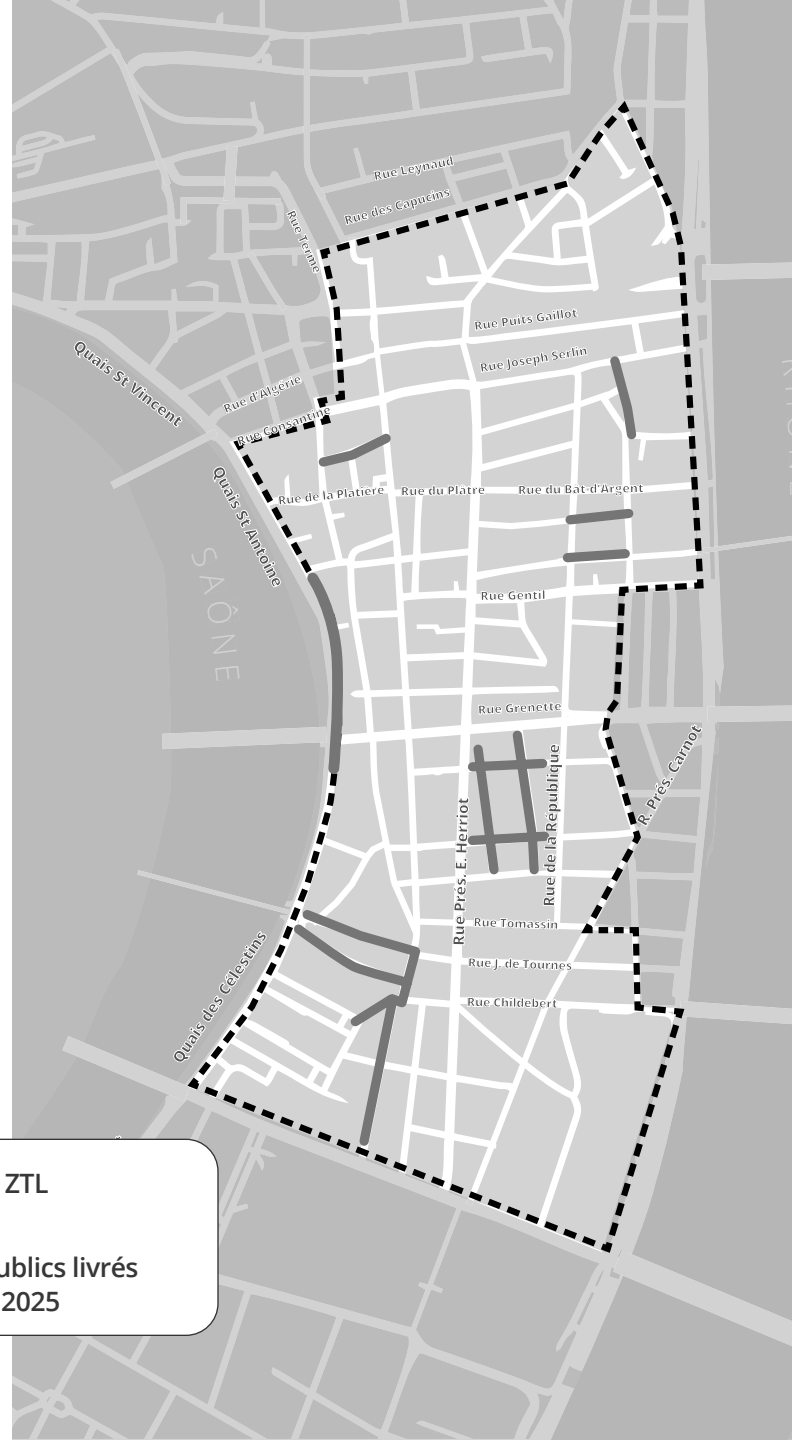 Rue Leynaud
Rue des Capucins
Rue Terme
Rue Puits Gaillot
Rue Joseph Serlin
Quais St Vincent
Rue d'Algérie
Rue Consantine
Quais St Antoine
Rue de la Platière
Rue du Plâtre
Rue du Bât-d'Argent
SAÔNE
Rue Gentil
Rue Grenette
R. Prés. Carnot
Rue Prés. E. Herriot
Rue de la République
Rue Tomassin
Rue J. de Tournes
Quais des Célestins
Rue Childebert
ZTL
ublics livrés
2025